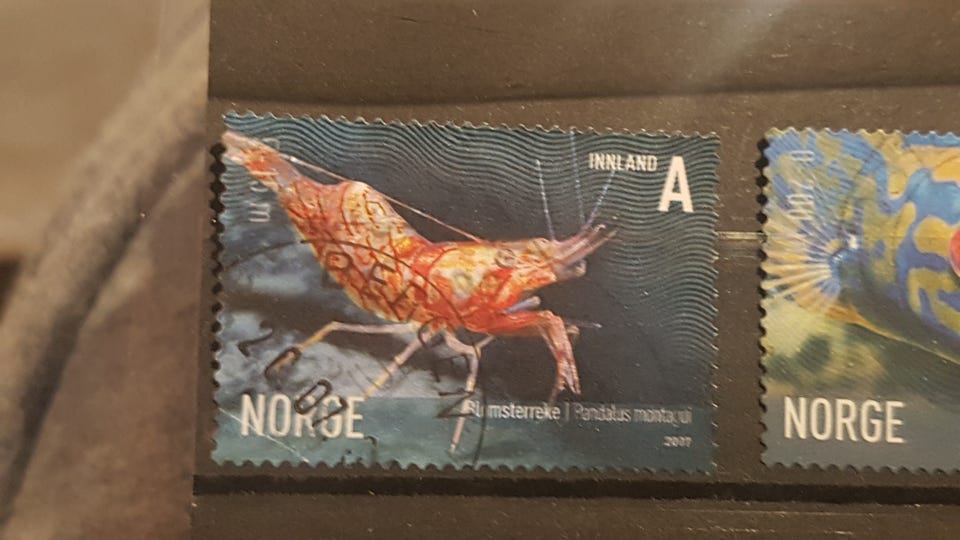 INNLAND A
NORGE
Blomsterreke | Pandalus montagui
2007
NORGE